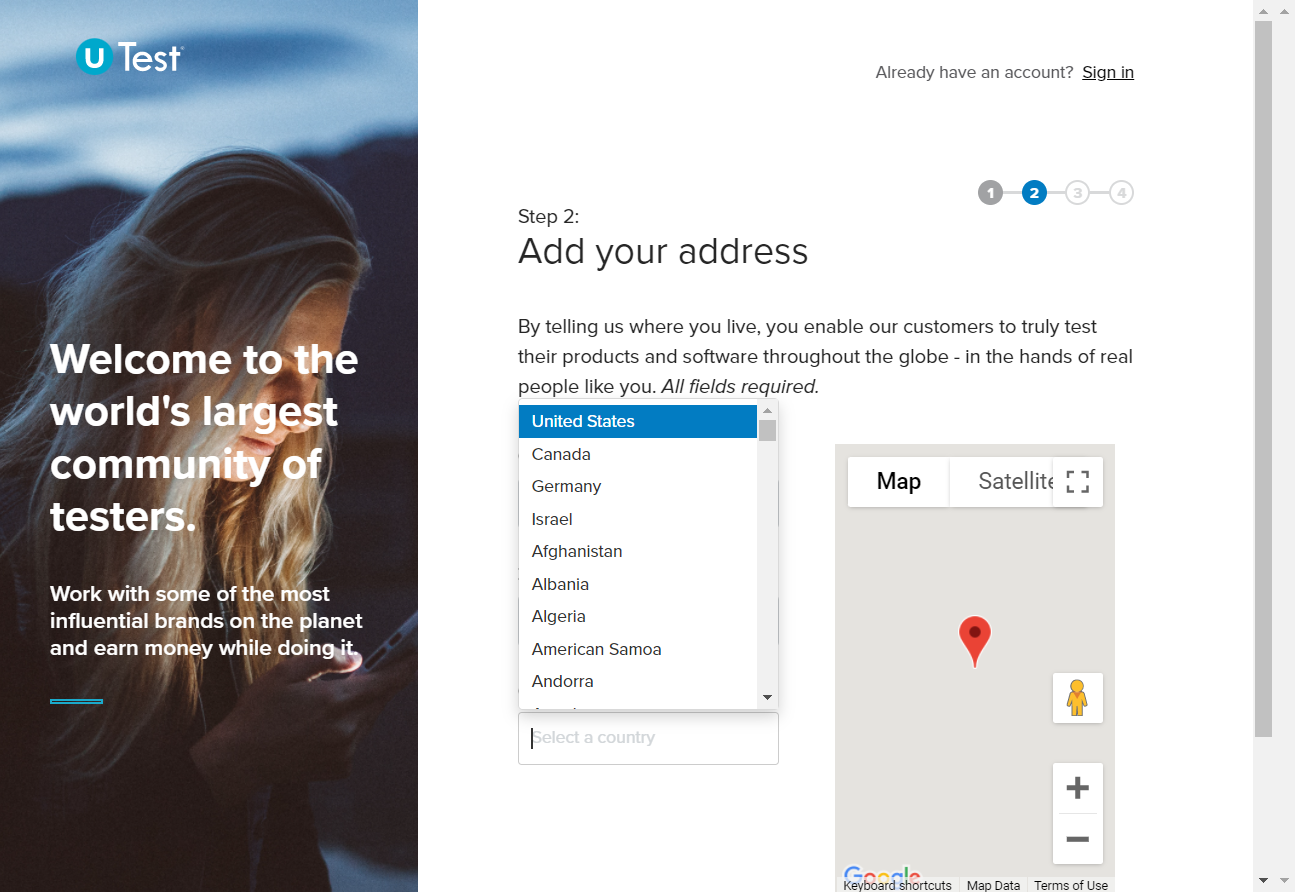 U Test
Already have an account? Sign in
1 2 3 4
Step 2:
Add your address
By telling us where you live, you enable our customers to truly test
their products and software throughout the globe - in the hands of real
people like you. All fields required.
Welcome to the
world's largest
community of
testers.
Work with some of the most
influential brands on the planet
and earn money while doing it.
United States
Canada
Germany
Israel
Afghanistan
Albania
Algeria
American Samoa
Andorra
Select a country
Map
Satellite
Google
Keyboard shortcuts
Map Data
Terms of Use